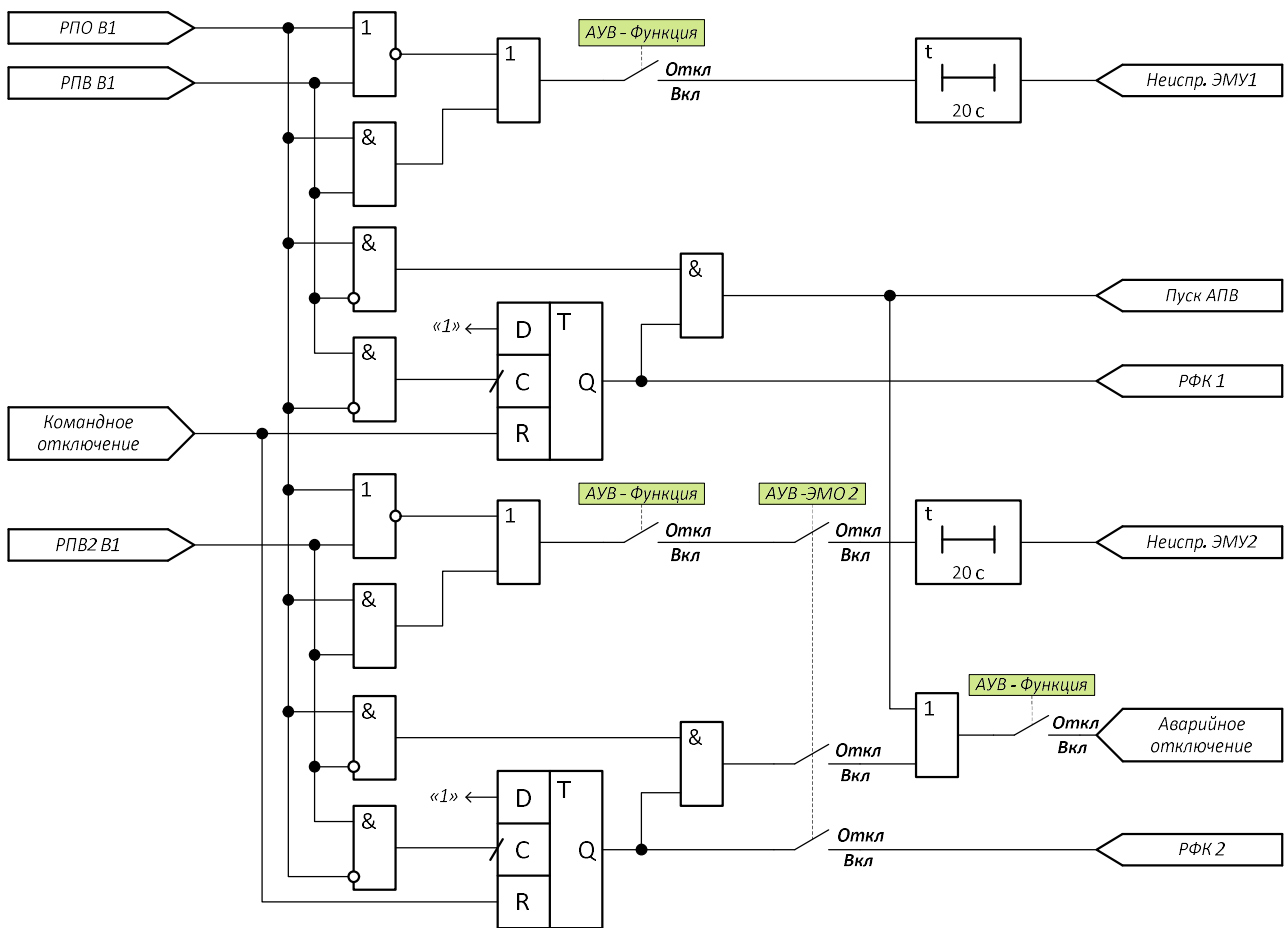 РПО В1
1
1
АУВ - Функция
Откл
Вкл
t
20 с
Неиспр. ЭМУ1
РПВ В1
&
&
&
Пуск АПВ
«1»
D
T
C
Q
R
&
РФК 1
Командное
отключение
1
1
АУВ - Функция
Откл
Вкл
АУВ -ЭМО 2
Откл
Вкл
t
20 с
Неиспр. ЭМУ2
РПВ2 В1
&
&
&
Откл
Вкл
1
АУВ - Функция
Откл
Вкл
Аварийное
отключение
«1»
D
T
C
Q
R
&
Откл
Вкл
РФК 2